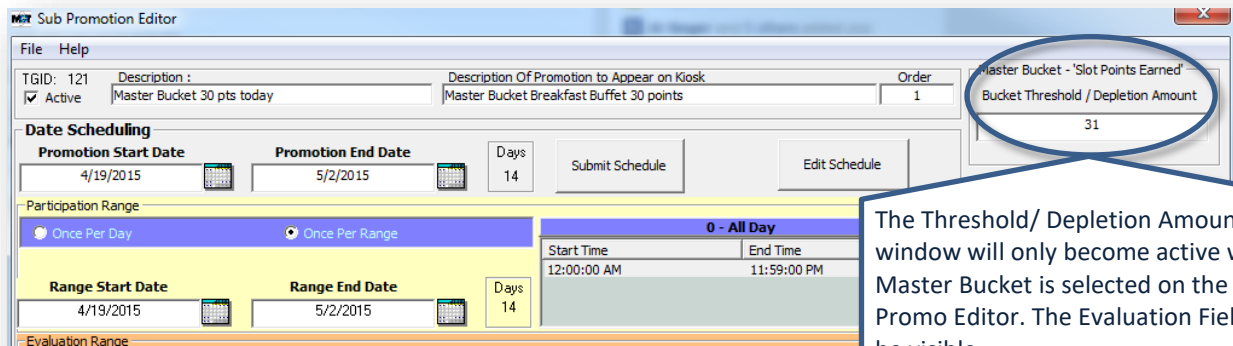 MGT Sub Promotion Editor
File Help
TGID: 121 Description : Description Of Promotion to Appear on Kiosk Order
Active Master Bucket 30 pts today Master Bucket Breakfast Buffet 30 points 1
Master Bucket - 'Slot Points Earned'
Bucket Threshold / Depletion Amount
31
Date Scheduling
Promotion Start Date Promotion End Date Days
4/19/2015 5/2/2015 14 Submit Schedule Edit Schedule
Participation Range
Once Per Day Once Per Range 0 - All Day
Start Time End Time
12:00:00 AM 11:59:00 PM
Range Start Date Range End Date Days
4/19/2015 5/2/2015 14
Evaluation Range
The Threshold/ Depletion Amoun
window will only become active
Master Bucket is selected on the
Promo Editor. The Evaluation Fiel